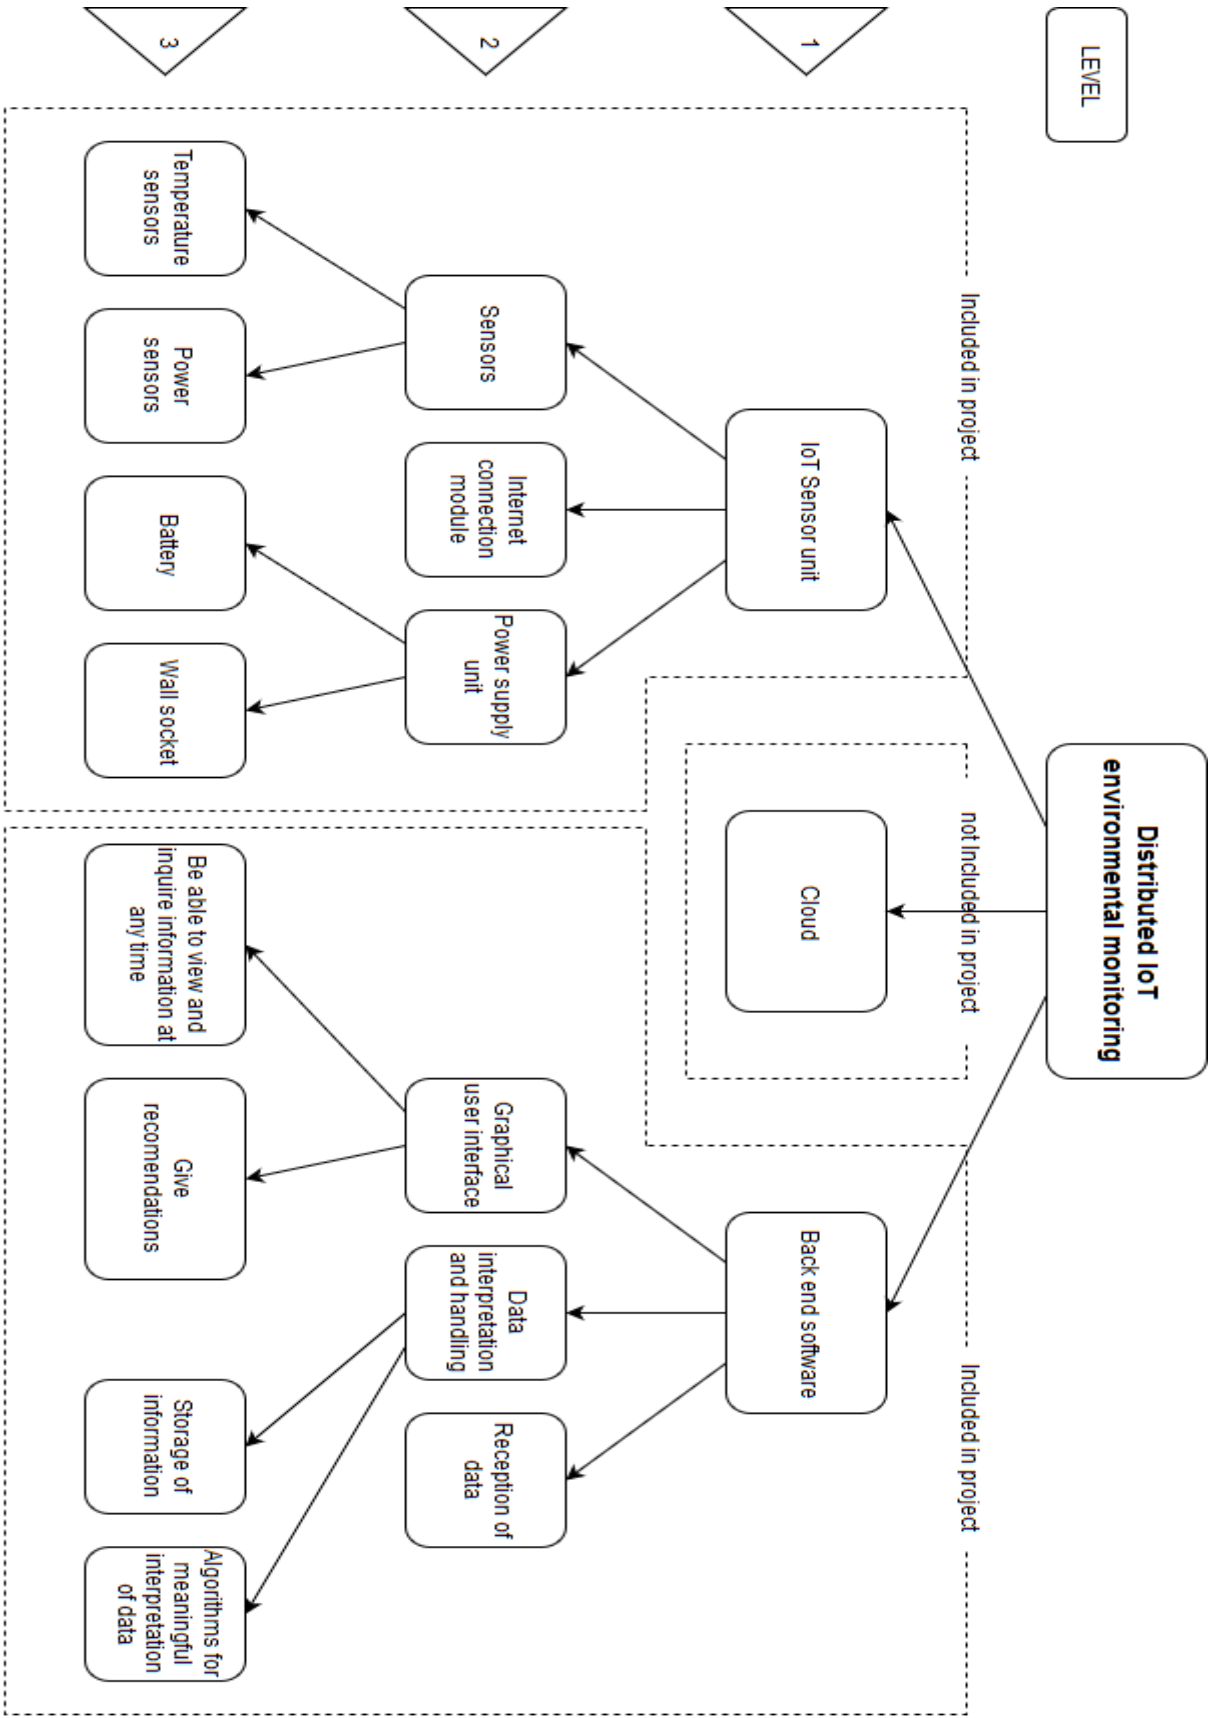 LEVEL
Distributed IoT
environmental monitoring
Included in project
not Included in project
Included in project
1
IoT Sensor unit
Cloud
Back end software
2
Sensors
Internet
connection
module
Power supply
unit
Graphical
user interface
Data
interpretation
and handling
Reception of
data
3
Temperature
sensors
Power
sensors
Battery
Wall socket
Be able to view and
inquire information at
any time
Give
recomendations
Storage of
information
Algorithms for
meaningful
interpretation
of data